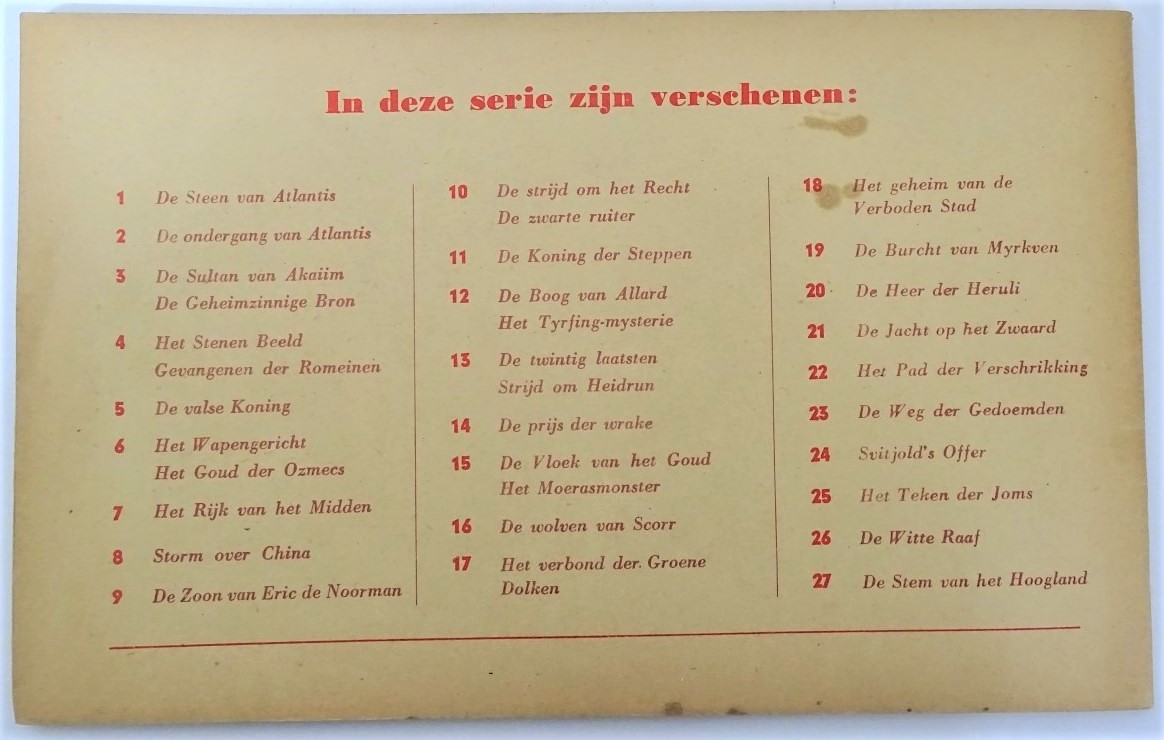 In deze serie zijn verschenen:
1 De Steen van Atlantis
2 De ondergang van Atlantis
3 De Sultan van Akaiim
De Geheimzinnige Bron
4 Het Stenen Beeld
Gevangenen der Romeinen
5 De valse Koning
6 Het Wapengericht
Het Goud der Ozmecs
7 Het Rijk van het Midden
8 Storm over China
9 De Zoon van Eric de Noorman
10 De strijd om het Recht
De zwarte ruiter
11 De Koning der Steppen
12 De Boog van Allard
Het Tyrfing-mysterie
13 De twintig laatsten
Strijd om Heidrun
14 De prijs der wrake
15 De Vloek van het Goud
Het Moerasmonster
16 De wolven van Scorr
17 Het verbond der Groene
Dolken
18 Het geheim van de
Verboden Stad
19 De Burcht van Myrkven
20 De Heer der Heruli
21 De Jacht op het Zwaard
22 Het Pad der Verschrikking
23 De Weg der Gedoemden
24 Svitjold's Offer
25 Het Teken der Joms
26 De Witte Raaf
27 De Stem van het Hoogland